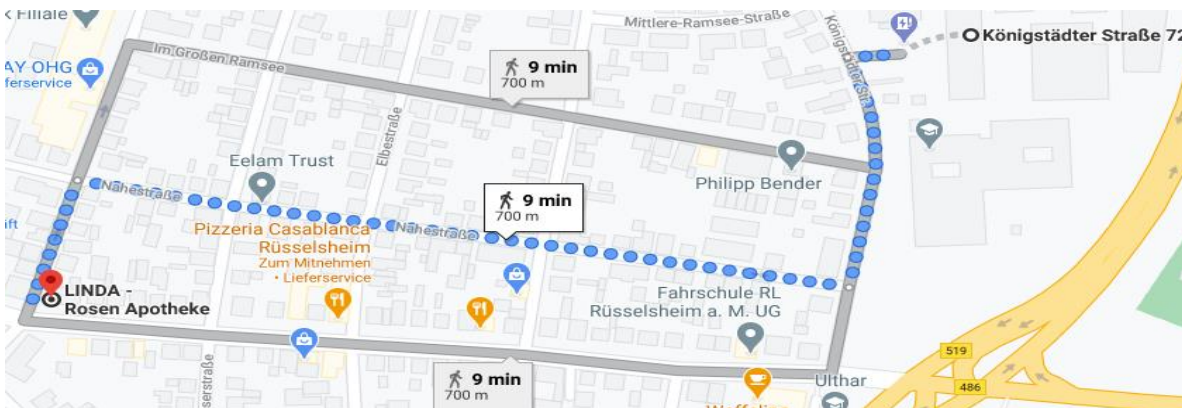 Filiale
Mittlere-Ramsee-Straße
Königstädter Straße 72
AY OHG
ferservice
Im Großen Ramsee
9 min
700 m
Königstädter Str.
Elbestraße
Eelam Trust
Philipp Bender
Nahestraße
9 min
700 m
Pizzeria Casablanca
Rüsselsheim
Zum Mitnehmen
• Lieferservice
Nahestraße
LINDA -
Rosen Apotheke
Fahrschule RL
Rüsselsheim a. M. UG
519
9 min
700 m
Ulthar
486